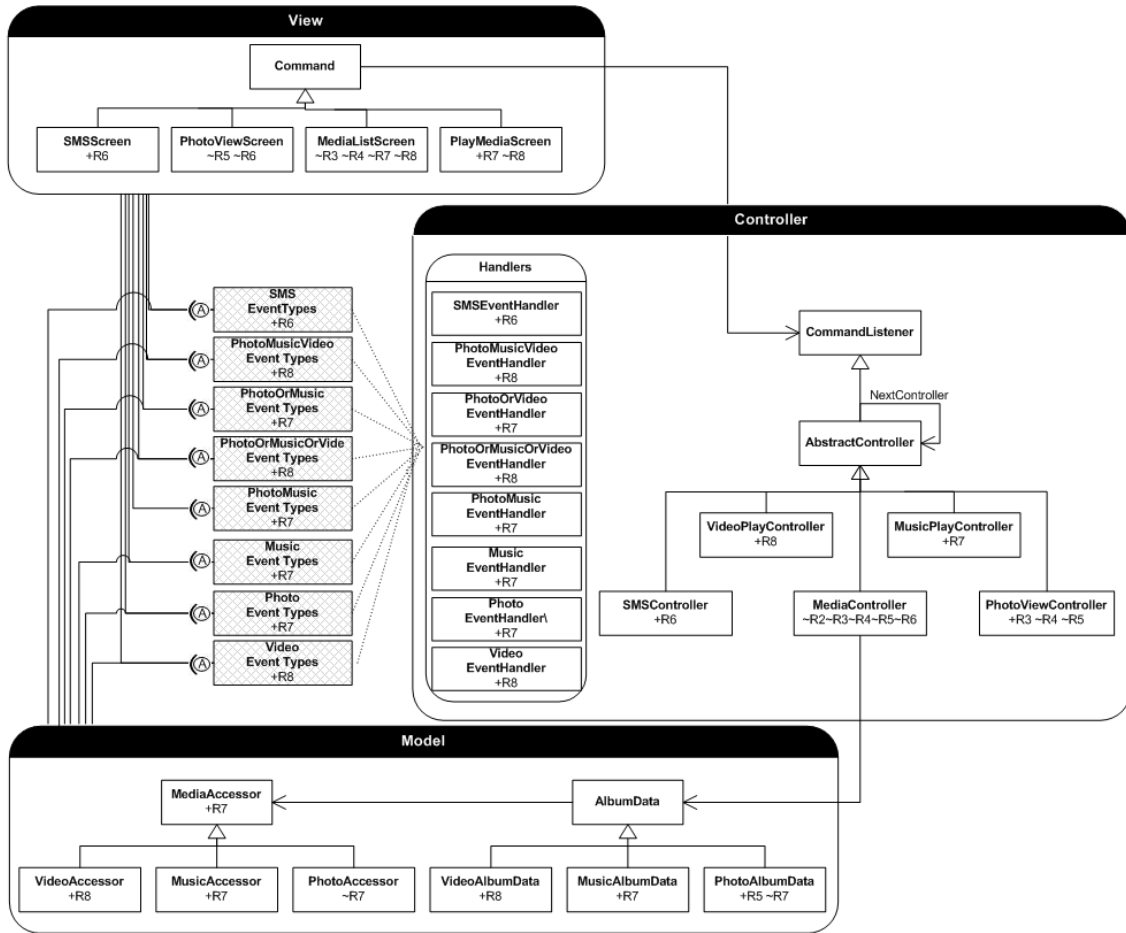 View
Command
SMSScreen
+R6
PhotoViewScreen
~R5 ~R6
MediaListScreen
~R3 ~R4 ~R7 ~R8
PlayMediaScreen
+R7 ~R8
Controller
Handlers
SMSEventHandler
+R6
PhotoMusicVideo
EventHandler
+R8
PhotoOrVideo
EventHandler
+R7
PhotoOrMusicOrVideo
EventHandler
+R8
PhotoMusic
EventHandler
+R7
Music
EventHandler
+R7
Photo
EventHandler\
+R7
Video
EventHandler
+R8
A
SMS
EventTypes
+R6
A
PhotoMusicVideo
Event Types
+R8
A
PhotoOrMusic
Event Types
+R7
A
PhotoOrMusicOrVide
Event Types
+R8
A
PhotoMusic
Event Types
+R7
A
Music
Event Types
+R7
A
Photo
Event Types
+R7
A
Video
Event Types
+R8
CommandListener
NextController
AbstractController
VideoPlayController
+R8
MusicPlayController
+R7
SMSController
+R6
MediaController
~R2~R3~R4~R5~R6
PhotoViewController
+R3 ~R4 ~R5
Model
MediaAccessor
+R7
AlbumData
VideoAccessor
+R8
MusicAccessor
+R7
PhotoAccessor
~R7
VideoAlbumData
+R8
MusicAlbumData
+R7
PhotoAlbumData
+R5 ~R7